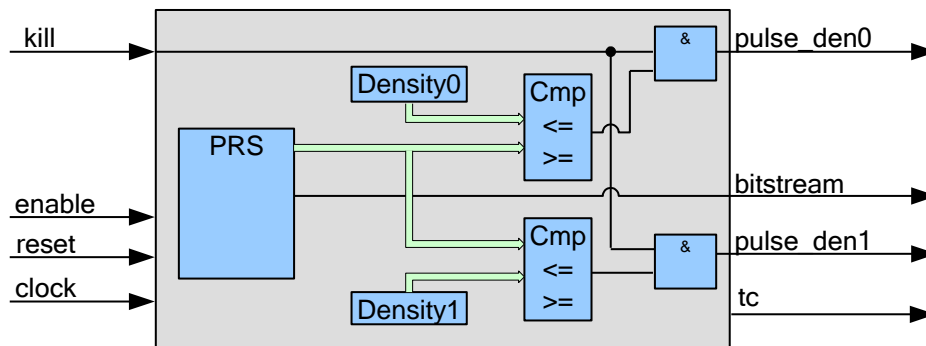 kill
&
pulse_den0
Density0
Cmp
<=
>=
PRS
bitstream
enable
reset
clock
Cmp
<=
>=
&
pulse_den1
Density1
tc